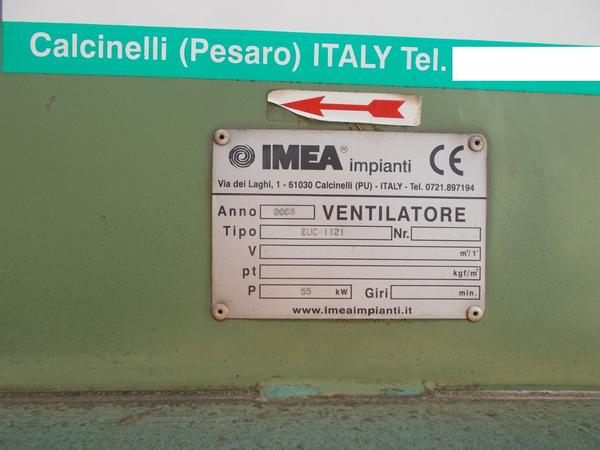 Calcinelli (Pesaro) ITALY Tel.
IMEA® impianti CE
Via dei Laghi, 1 - 61030 Calcinelli (PU) - ITALY - Tel. 0721.897194
Anno 2005 VENTILATORE
Tipo EUC-1121 Nr.
V m³/1'
pt kgf/m²
P 55 kW Giri min.
www.imeaimpianti.it